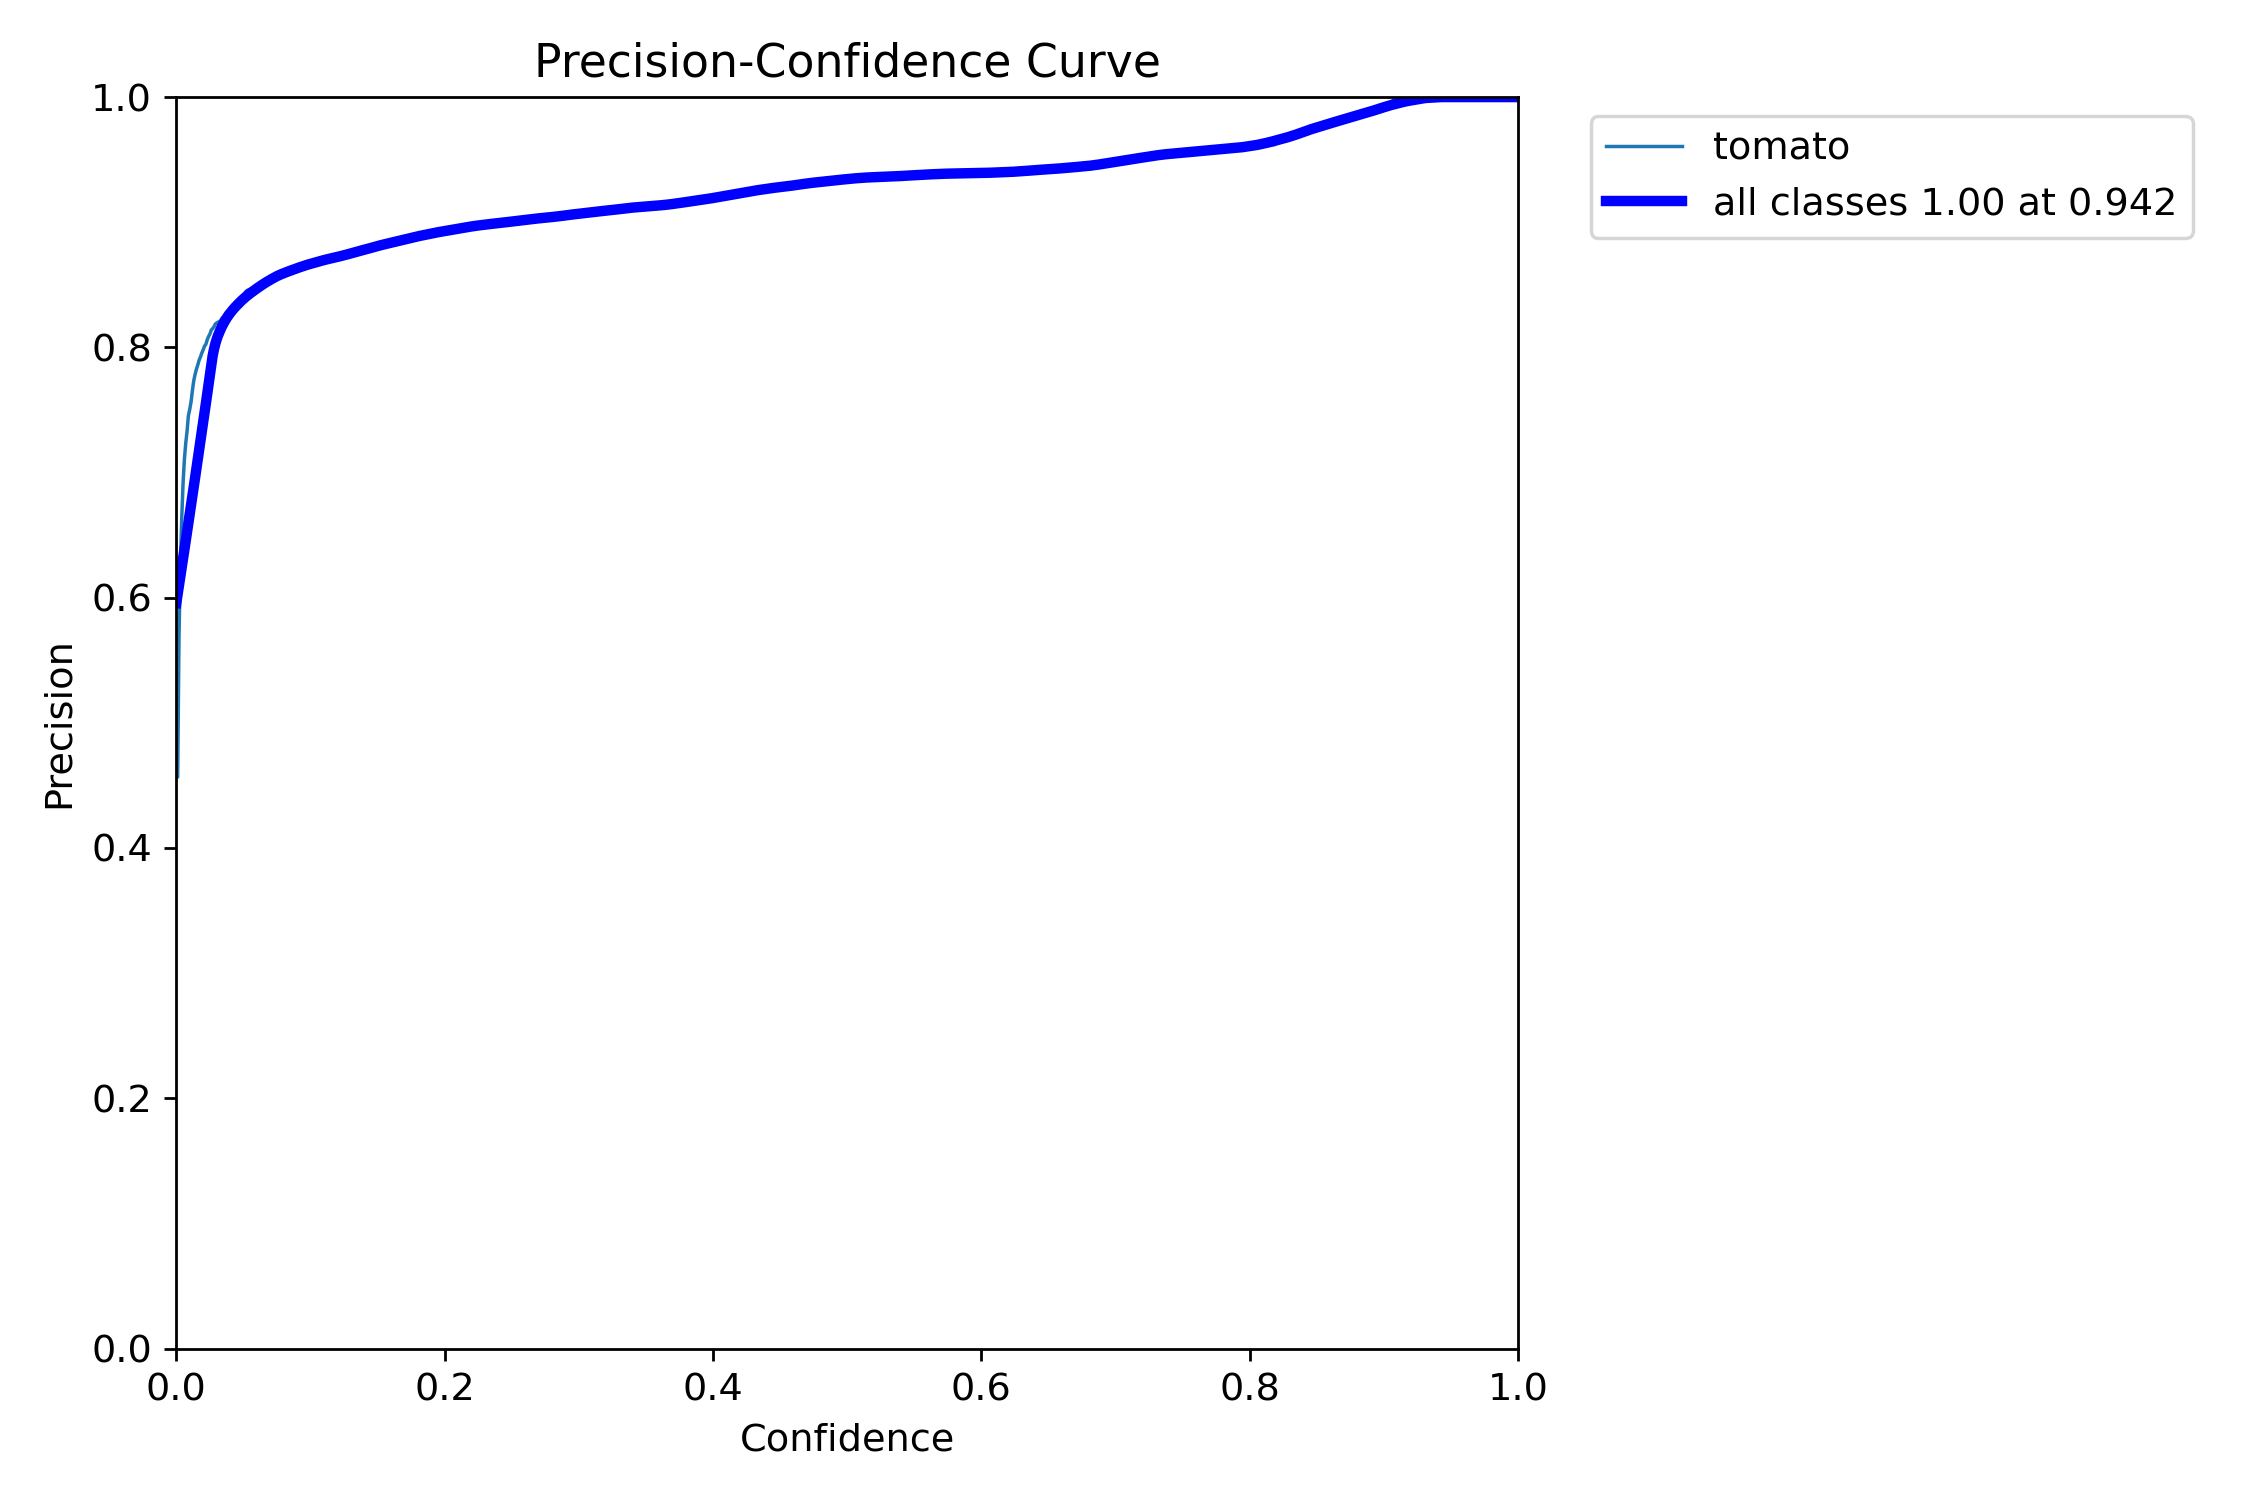 Precision-Confidence Curve
1.0
0.8
0.6
0.4
0.2
0.0
Precision
0.0 0.2 0.4 0.6 0.8 1.0
Confidence
tomato
all classes 1.00 at 0.942